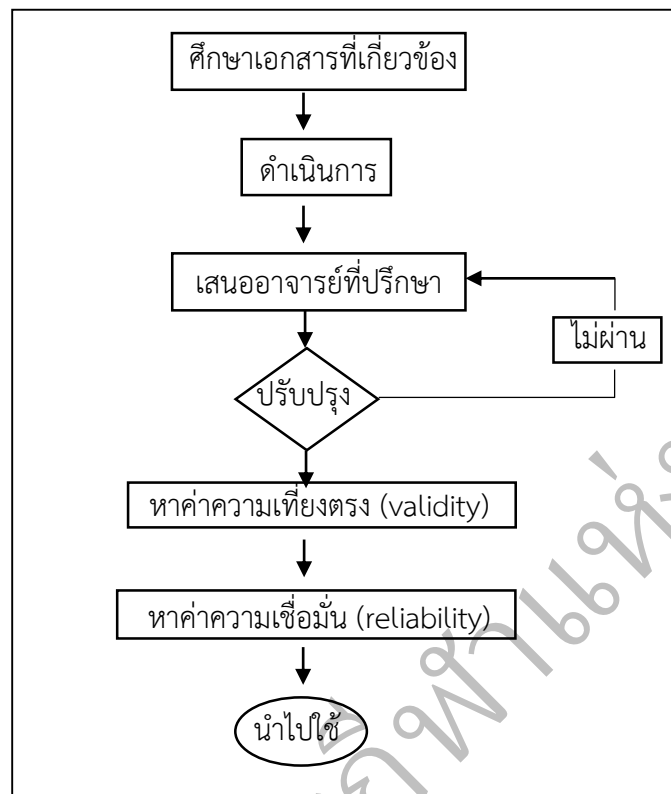 ศึกษาเอกสารที่เกี่ยวข้อง
ดำเนินการ
เสนออาจารย์ที่ปรึกษา
ไม่ผ่าน
ปรับปรุง
หาค่าความเที่ยงตรง (validity)
หาค่าความเชื่อมั่น (reliability)
นำไปใช้